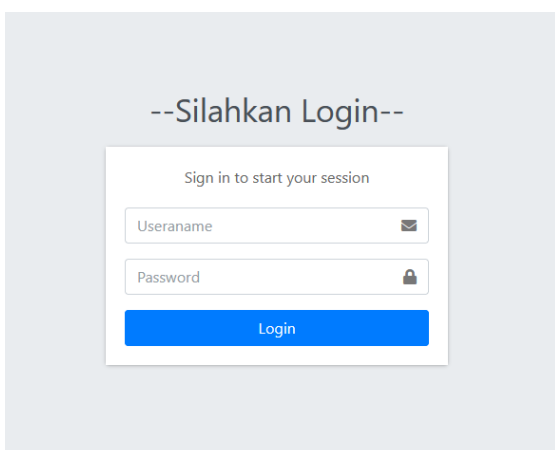 --Silahkan Login--
Sign in to start your session
Useraname
Password
Login